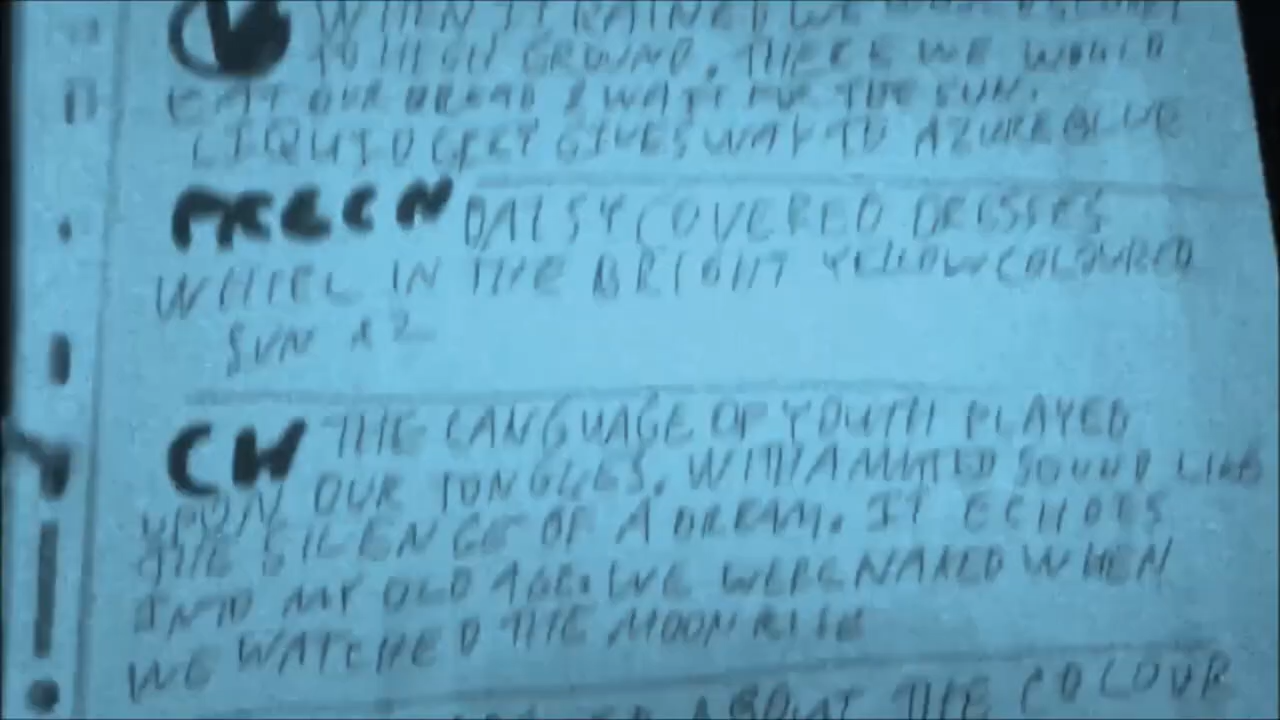 WHEN IT RAINED WE
TO HIGH GROUND. THERE WE WOULD
EAT OUR BREAD & WAIT FOR THE SUN.
LIQUID GREY GIVES WAY TO AZURE BLUE
DAISY COVERED DRESSES
WHIRL IN THE BRIGHT YELLOW COLOURED
SUN X2
CH THE LANGUAGE OF YOUTH PLAYED
UPON OUR TONGUES. WITH A MUTED SOUND LIKE
THE SILENCE OF A DREAM. IT ECHOES
INTO MY OLD AGE. WE WERE NAKED WHEN
WE WATCHED THE MOON RISE
ABOUT THE COLOUR